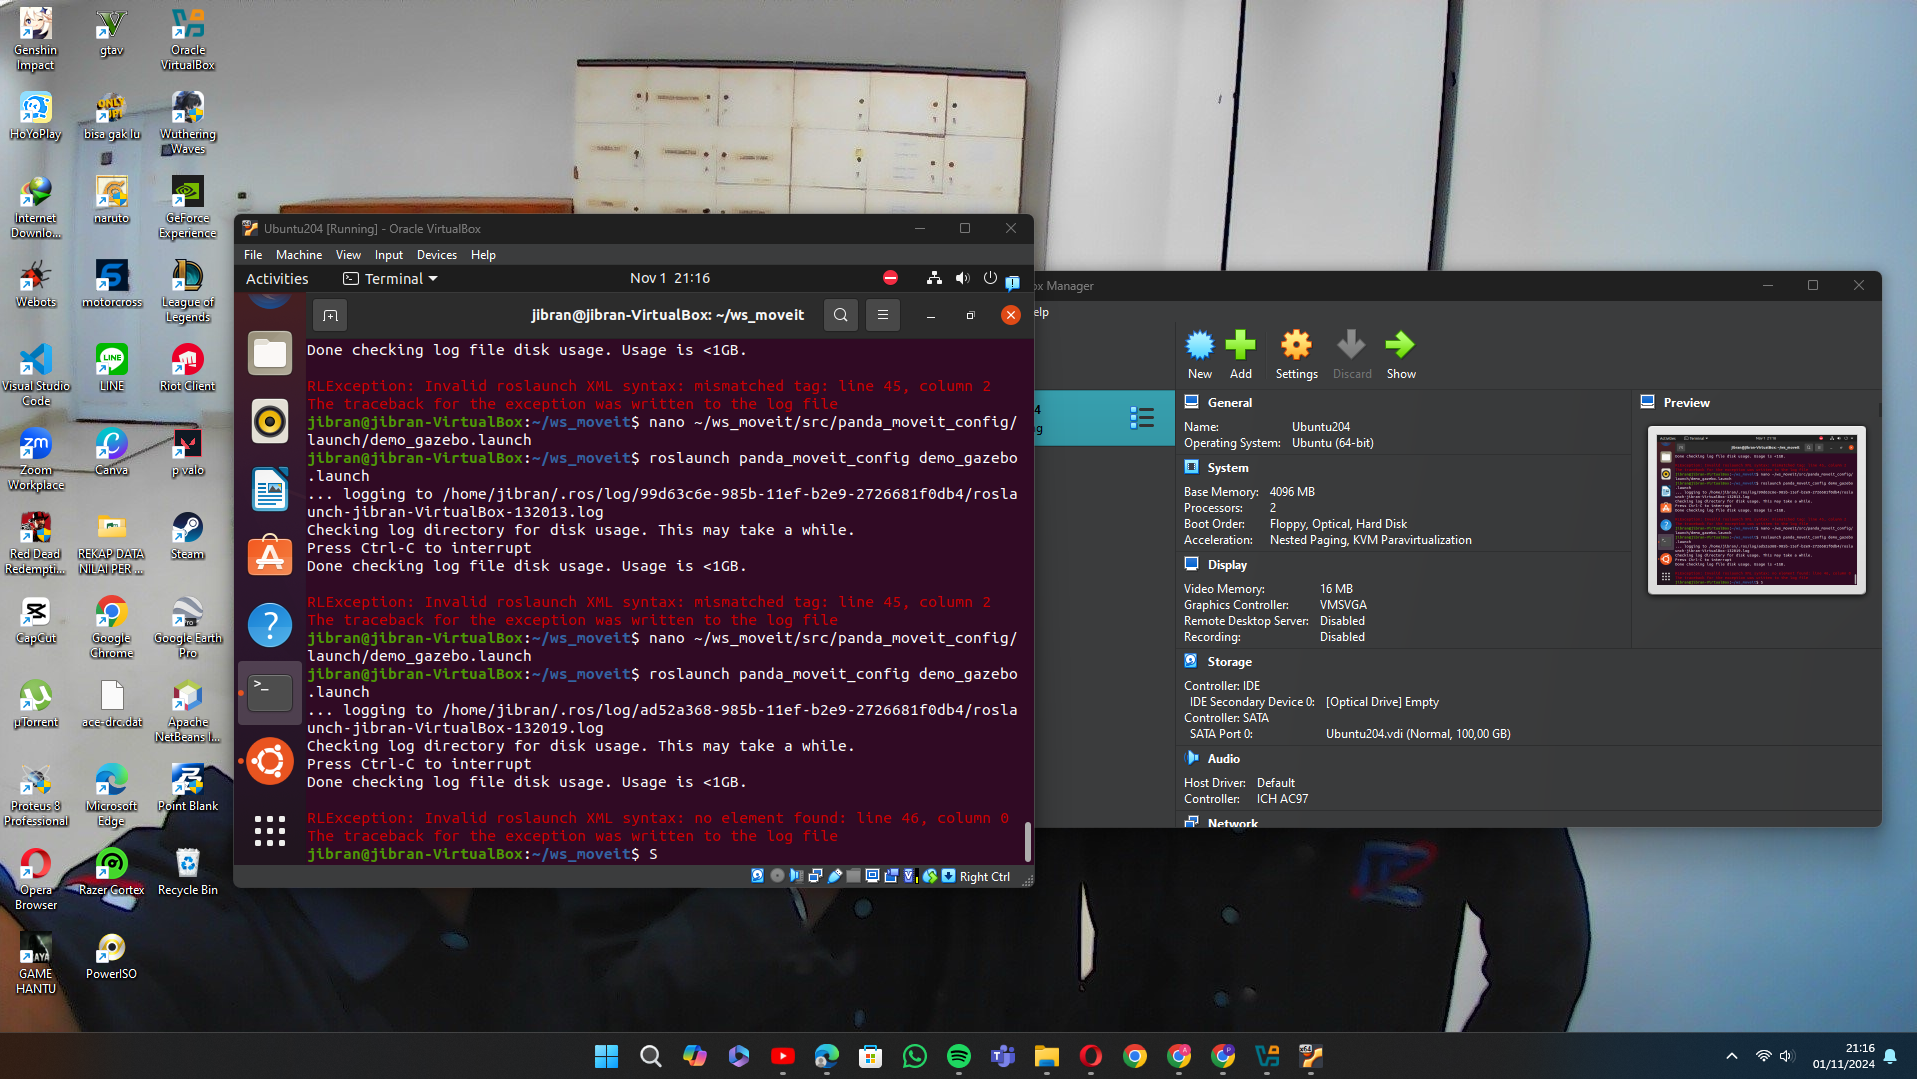 Genshin Impact
gtav
Oracle VirtualBox
HoYoPlay
bisa gak lu
Wuthering Waves
Internet Downlo...
naruto
GeForce Experience
Webots
motorcross
League of Legends
Visual Studio Code
LINE
Riot Client
Zoom Workplace
Canva
p valo
Red Dead Redempti...
REKAP DATA NILAI PER ...
Steam
CapCut
Google Chrome
Google Earth Pro
µTorrent
ace-drc.dat
Apache NetBeans I...
Proteus 8 Professional
Microsoft Edge
Point Blank
Opera Browser
Razer Cortex
Recycle Bin
GAME HANTU
PowerISO
Ubuntu204 [Running] - Oracle VirtualBox
File Machine View Input Devices Help
Activities Terminal Nov 1 21:16
jibran@jibran-VirtualBox: ~/ws_moveit
Done checking log file disk usage. Usage is <1GB.
RLException: Invalid roslaunch XML syntax: mismatched tag: line 45, column 2
The traceback for the exception was written to the log file
jibran@jibran-VirtualBox:~/ws_moveit$ nano ~/ws_moveit/src/panda_moveit_config/
launch/demo_gazebo.launch
jibran@jibran-VirtualBox:~/ws_moveit$ roslaunch panda_moveit_config demo_gazebo
.launch
... logging to /home/jibran/.ros/log/99d63c6e-985b-11ef-b2e9-2726681f0db4/rosla
unch-jibran-VirtualBox-132013.log
Checking log directory for disk usage. This may take a while.
Press Ctrl-C to interrupt
Done checking log file disk usage. Usage is <1GB.
RLException: Invalid roslaunch XML syntax: mismatched tag: line 45, column 2
The traceback for the exception was written to the log file
jibran@jibran-VirtualBox:~/ws_moveit$ nano ~/ws_moveit/src/panda_moveit_config/
launch/demo_gazebo.launch
jibran@jibran-VirtualBox:~/ws_moveit$ roslaunch panda_moveit_config demo_gazebo
.launch
... logging to /home/jibran/.ros/log/ad52a368-985b-11ef-b2e9-2726681f0db4/rosla
unch-jibran-VirtualBox-132019.log
Checking log directory for disk usage. This may take a while.
Press Ctrl-C to interrupt
Done checking log file disk usage. Usage is <1GB.
RLException: Invalid roslaunch XML syntax: no element found: line 46, column 0
The traceback for the exception was written to the log file
jibran@jibran-VirtualBox:~/ws_moveit$ S
Right Ctrl
ox Manager
elp
New Add Settings Discard Show
4
ng
General
Name: Ubuntu204
Operating System: Ubuntu (64-bit)
System
Base Memory: 4096 MB
Processors: 2
Boot Order: Floppy, Optical, Hard Disk
Acceleration: Nested Paging, KVM Paravirtualization
Display
Video Memory: 16 MB
Graphics Controller: VMSVGA
Remote Desktop Server: Disabled
Recording: Disabled
Storage
Controller: IDE
IDE Secondary Device 0: [Optical Drive] Empty
Controller: SATA
SATA Port 0: Ubuntu204.vdi (Normal, 100,00 GB)
Audio
Host Driver: Default
Controller: ICH AC97
Network
Preview
21:16
01/11/2024